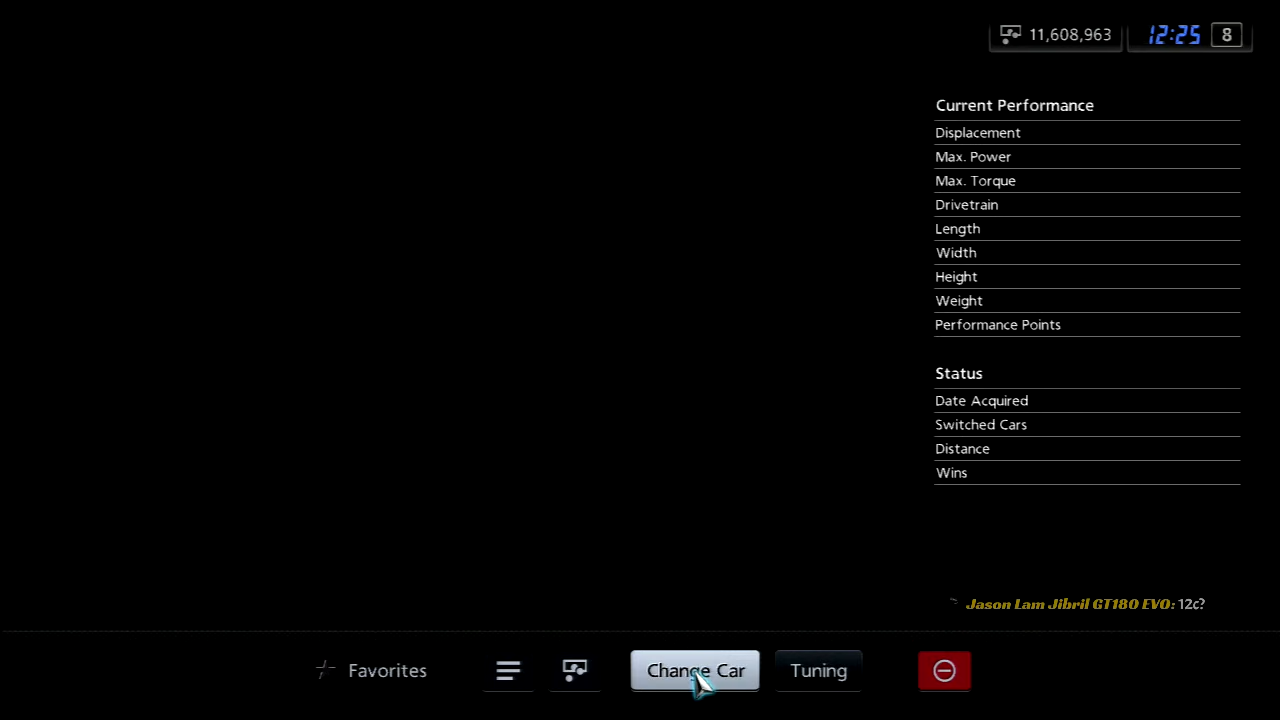 11,608,963
12:25
8
Current Performance
Displacement
Max. Power
Max. Torque
Drivetrain
Length
Width
Height
Weight
Performance Points
Status
Date Acquired
Switched Cars
Distance
Wins
Jason Lam Jibril GT180 EVO: 12c?
Favorites
Change Car
Tuning